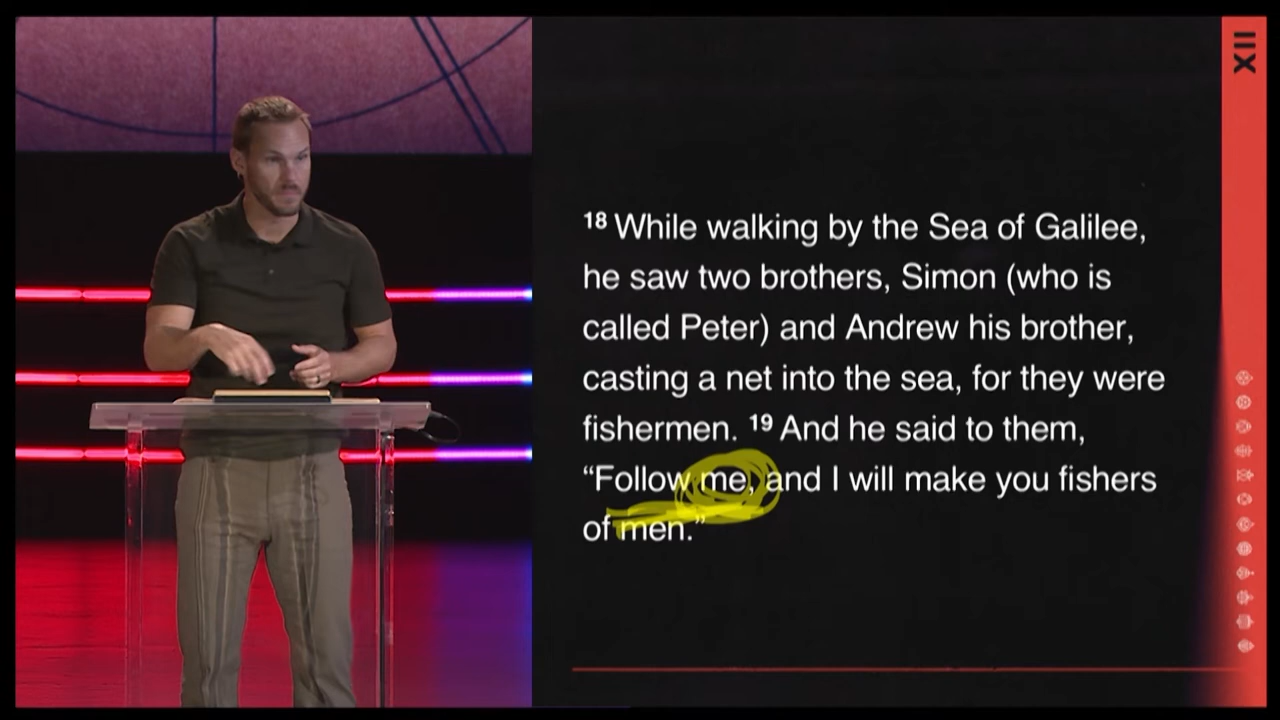 XII
18 While walking by the Sea of Galilee,
he saw two brothers, Simon (who is
called Peter) and Andrew his brother,
casting a net into the sea, for they were
fishermen. 19 And he said to them,
“Follow me, and I will make you fishers
of men.”